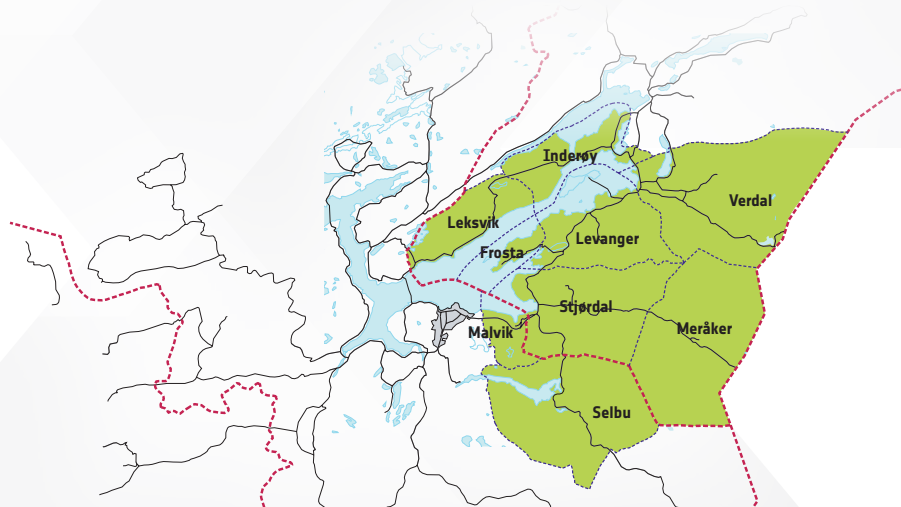 Inderøy
Verdal
Leksvik
Levanger
Frosta
Stjørdal
Malvik
Meråker
Selbu